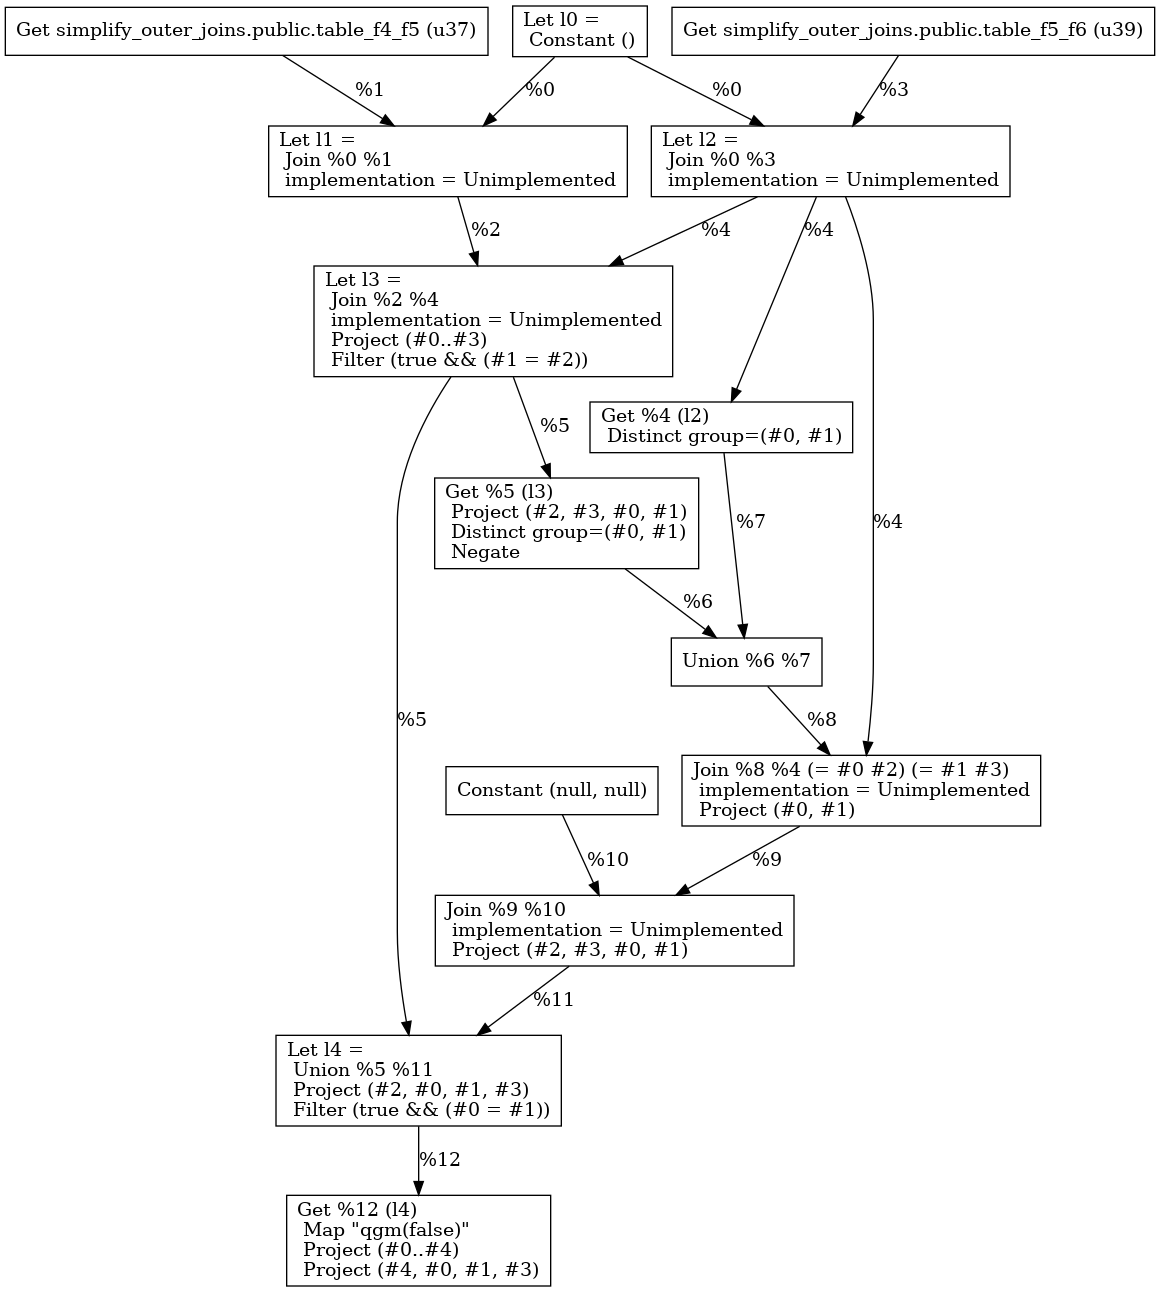 Get simplify_outer_joins.public.table_f4_f5 (u37)
Let l0 =
Constant ()
Get simplify_outer_joins.public.table_f5_f6 (u39)
%1
%0
%0
%3
Let l1 =
Join %0 %1
implementation = Unimplemented
Let l2 =
Join %0 %3
implementation = Unimplemented
%2
%4
%4
Let l3 =
Join %2 %4
implementation = Unimplemented
Project (#0..#3)
Filter (true && (#1 = #2))
%5
Get %4 (l2)
Distinct group=(#0, #1)
Get %5 (l3)
Project (#2, #3, #0, #1)
Distinct group=(#0, #1)
Negate
%7
%4
%6
Union %6 %7
%5
%8
Join %8 %4 (= #0 #2) (= #1 #3)
implementation = Unimplemented
Project (#0, #1)
Constant (null, null)
%10
%9
Join %9 %10
implementation = Unimplemented
Project (#2, #3, #0, #1)
%11
Let l4 =
Union %5 %11
Project (#2, #0, #1, #3)
Filter (true && (#0 = #1))
%12
Get %12 (l4)
Map "qgm(false)"
Project (#0..#4)
Project (#4, #0, #1, #3)